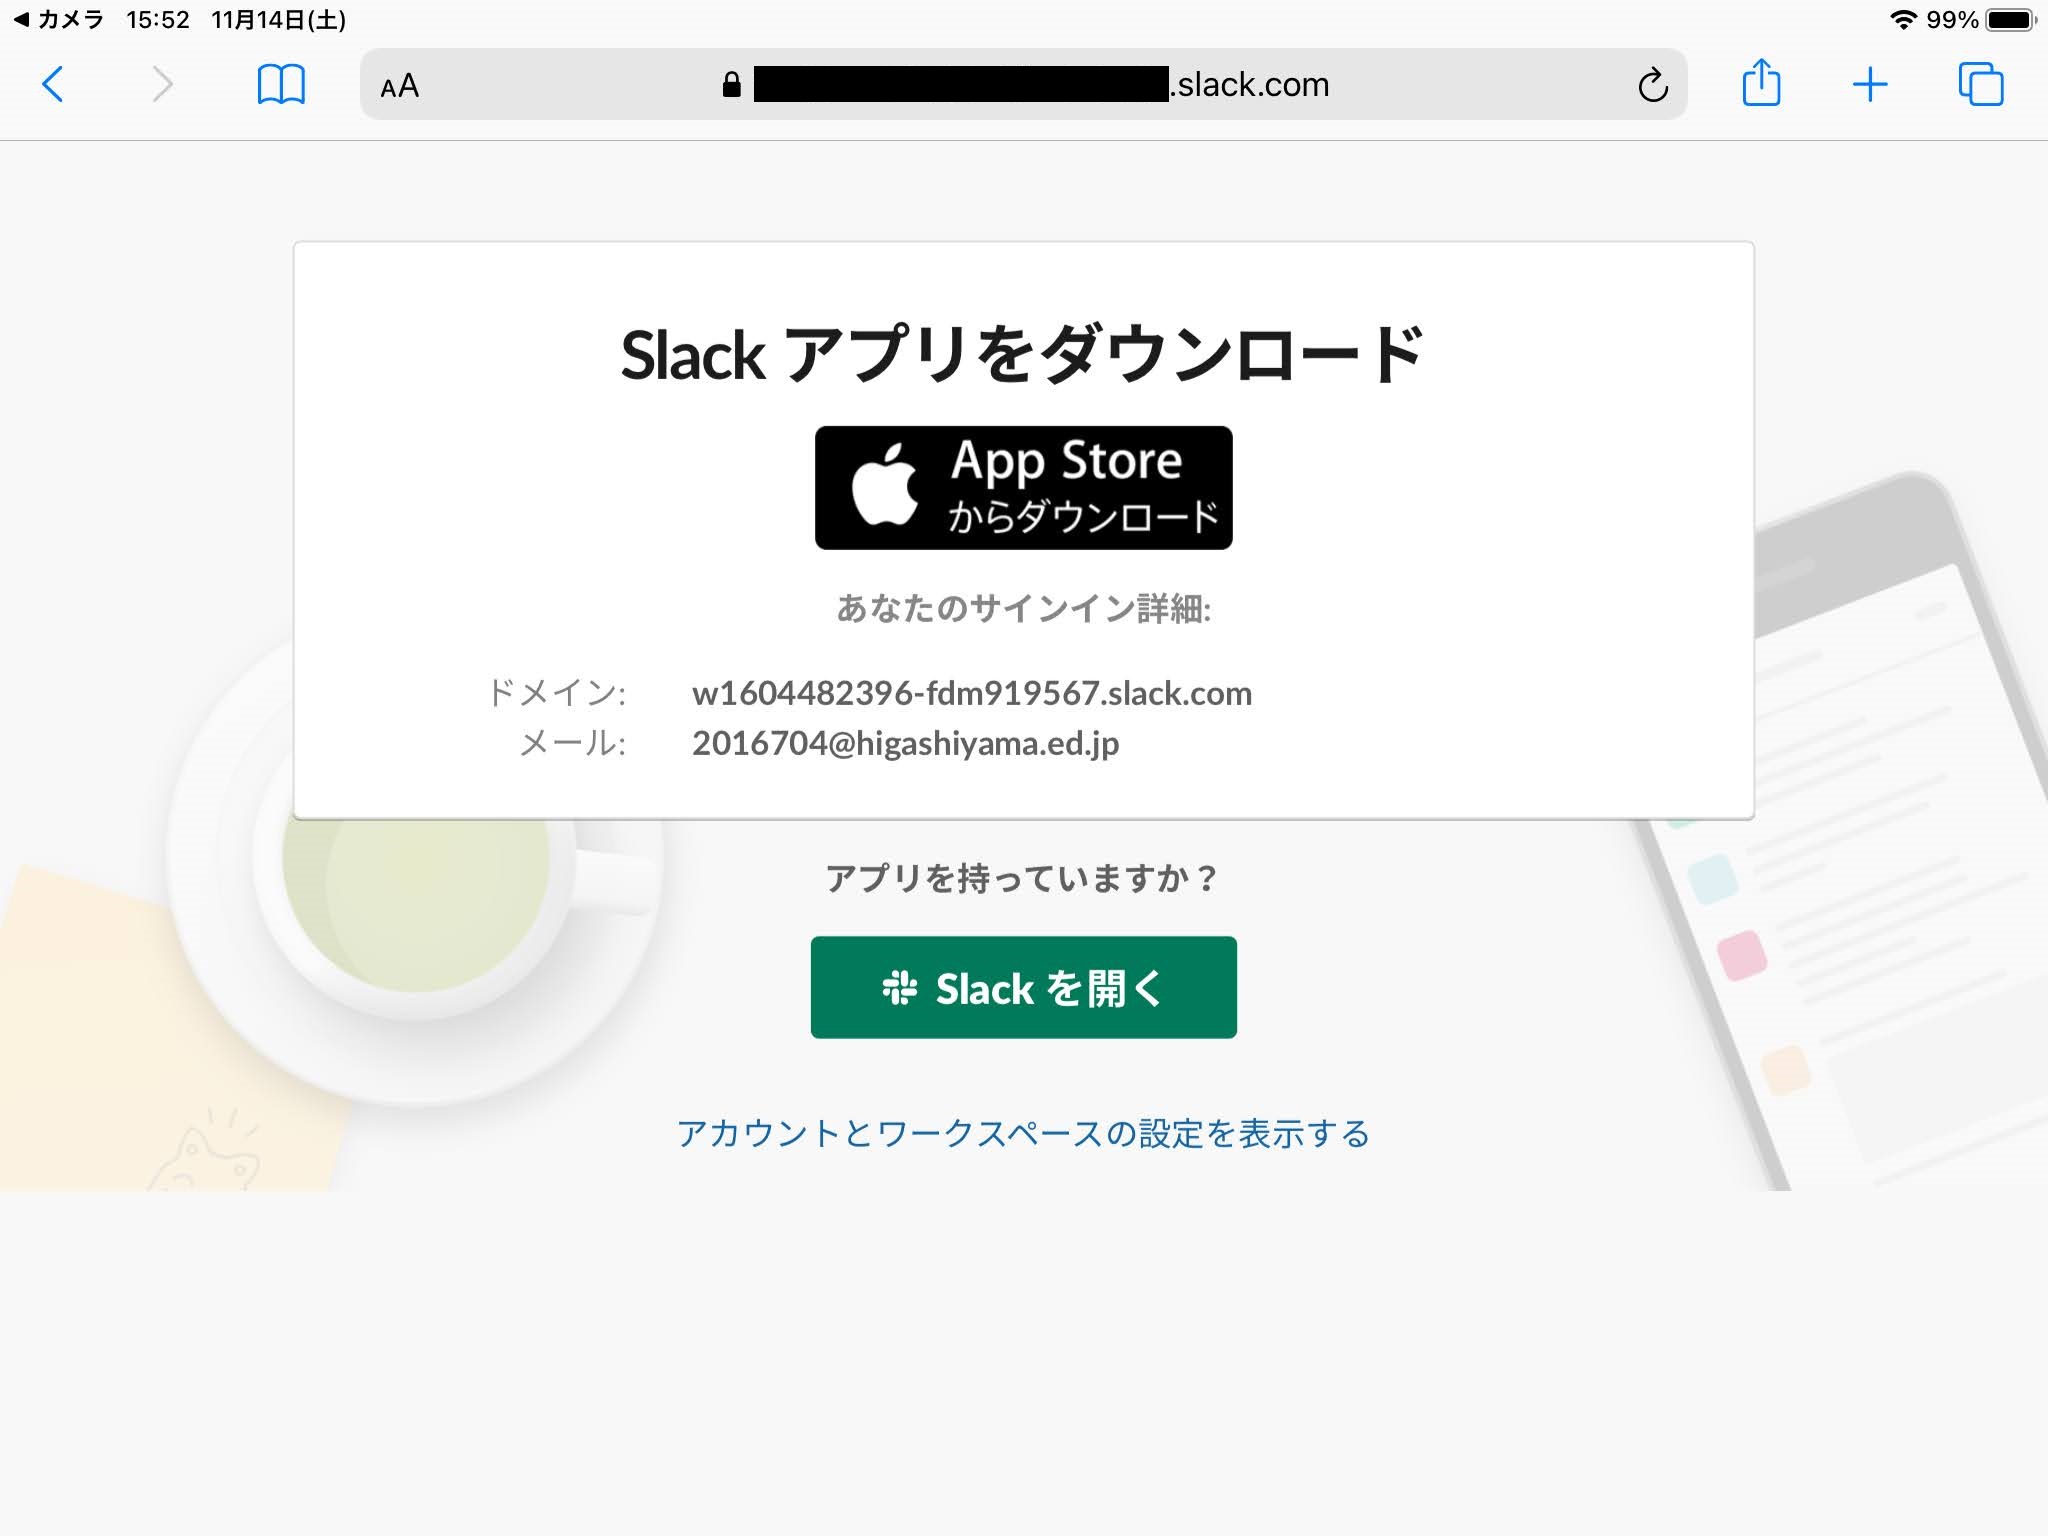 カメラ 15:52 11月14日(土) 99%
AA .slack.com
Slack アプリをダウンロード
App Store
からダウンロード
あなたのサインイン詳細:
ドメイン: w1604482396-fdm919567.slack.com
メール: 2016704@higashiyama.ed.jp
アプリを持っていますか？
Slack を開く
アカウントとワークスペースの設定を表示する